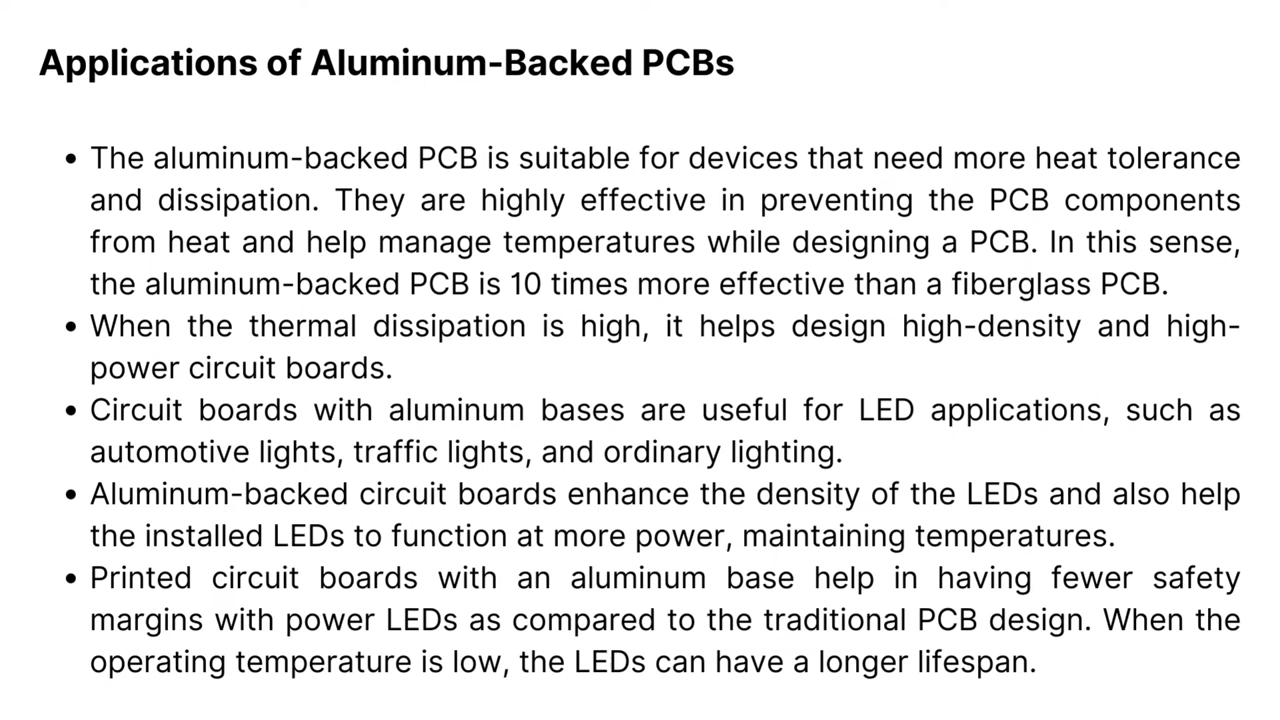 Applications of Aluminum-Backed PCBs
• The aluminum-backed PCB is suitable for devices that need more heat tolerance
and dissipation. They are highly effective in preventing the PCB components
from heat and help manage temperatures while designing a PCB. In this sense,
the aluminum-backed PCB is 10 times more effective than a fiberglass PCB.
• When the thermal dissipation is high, it helps design high-density and high-
power circuit boards.
• Circuit boards with aluminum bases are useful for LED applications, such as
automotive lights, traffic lights, and ordinary lighting.
• Aluminum-backed circuit boards enhance the density of the LEDs and also help
the installed LEDs to function at more power, maintaining temperatures.
• Printed circuit boards with an aluminum base help in having fewer safety
margins with power LEDs as compared to the traditional PCB design. When the
operating temperature is low, the LEDs can have a longer lifespan.